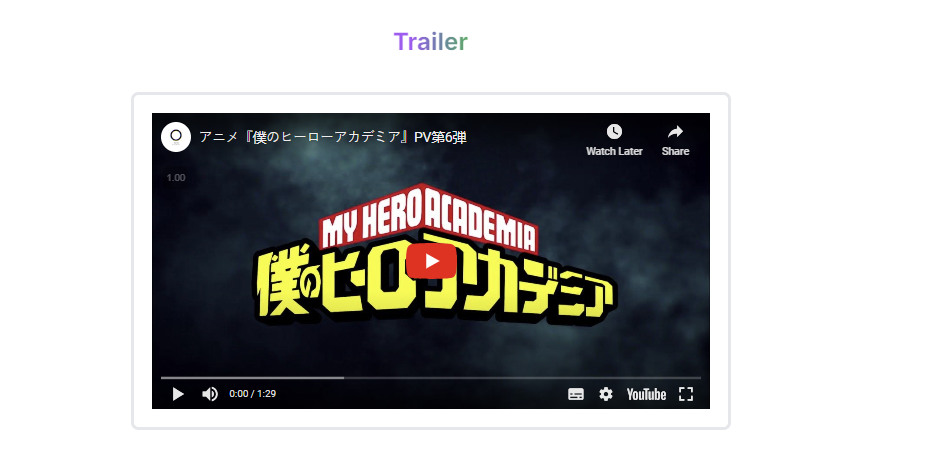 Trailer
アニメ『僕のヒーローアカデミア』PV第6弾
Watch Later
Share
1.00
MY HERO ACADEMIA
僕のヒーローアカデミア
0:00 / 1:29
YouTube